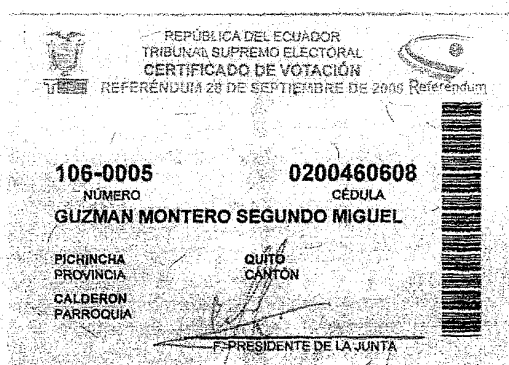 REPÚBLICA DEL ECUADOR
TRIBUNAL SUPREMO ELECTORAL
CERTIFICADO DE VOTACIÓN
REFERÉNDUM 28 DE SEPTIEMBRE DE 2008 Referéndum
TSE
106-0005 0200460608
NÚMERO CÉDULA
GUZMAN MONTERO SEGUNDO MIGUEL
PICHINCHA QUITO
PROVINCIA CANTÓN
CALDERON
PARROQUIA
F. PRESIDENTE DE LA JUNTA